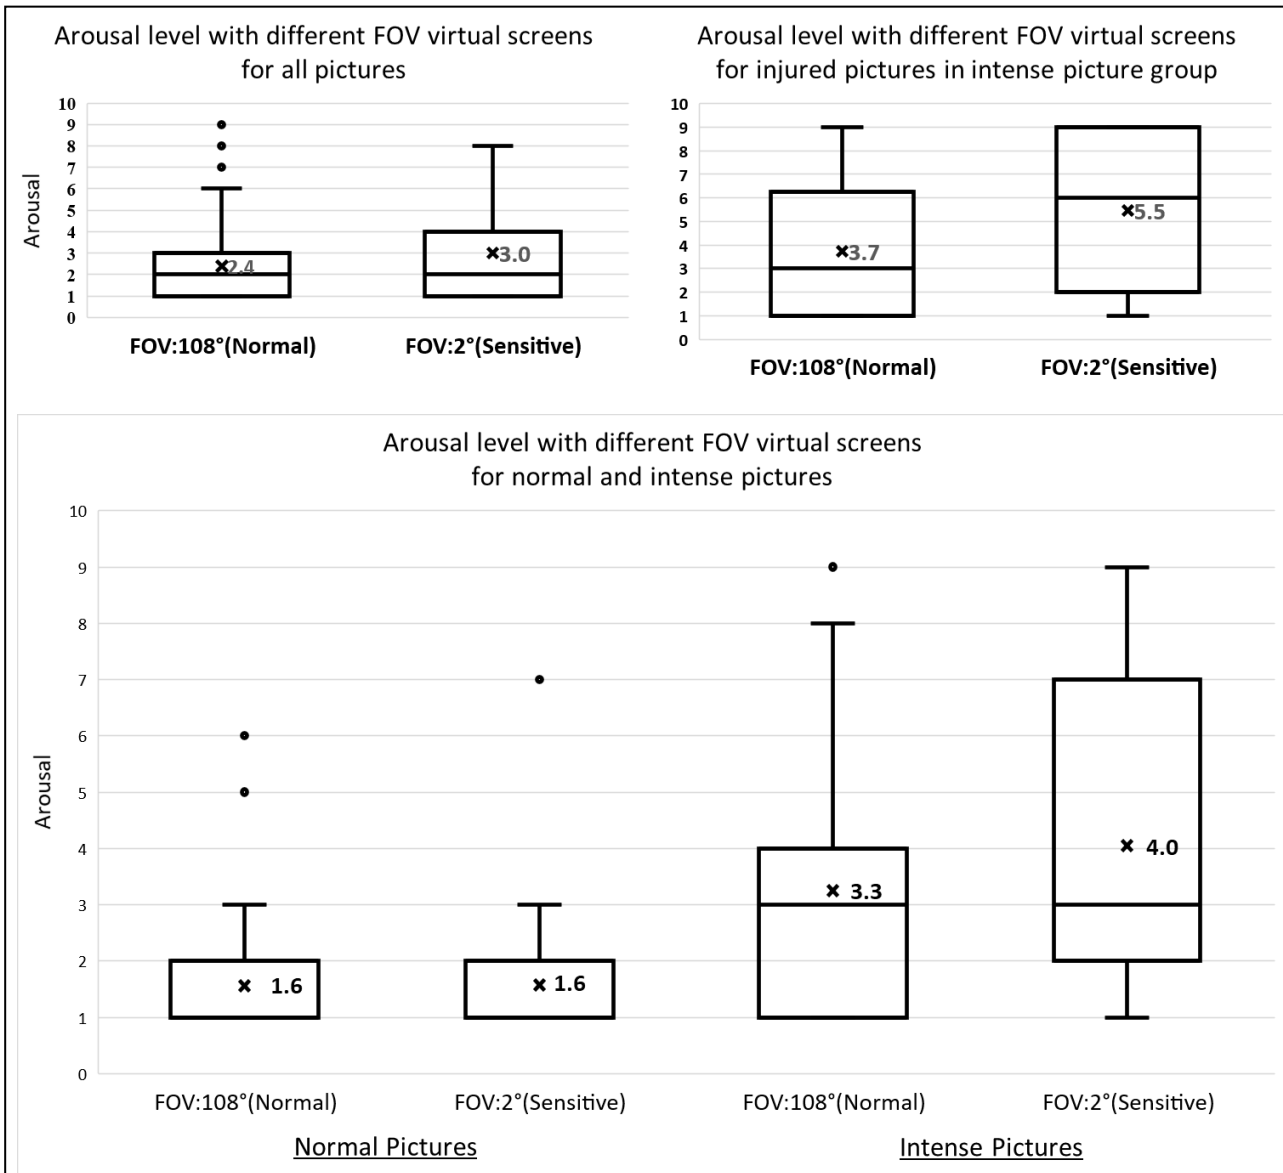 Arousal level with different FOV virtual screens
for all pictures
10
9
8
7
6
5
4
3
2
1
0
Arousal
2.4
3.0
FOV:108°(Normal)
FOV:2°(Sensitive)
Arousal level with different FOV virtual screens
for injured pictures in intense picture group
10
9
8
7
6
5
4
3
2
1
0
3.7
5.5
FOV:108°(Normal)
FOV:2°(Sensitive)
Arousal level with different FOV virtual screens
for normal and intense pictures
10
9
8
7
6
5
4
3
2
1
0
Arousal
1.6
1.6
3.3
4.0
FOV:108°(Normal)
FOV:2°(Sensitive)
FOV:108°(Normal)
FOV:2°(Sensitive)
Normal Pictures
Intense Pictures